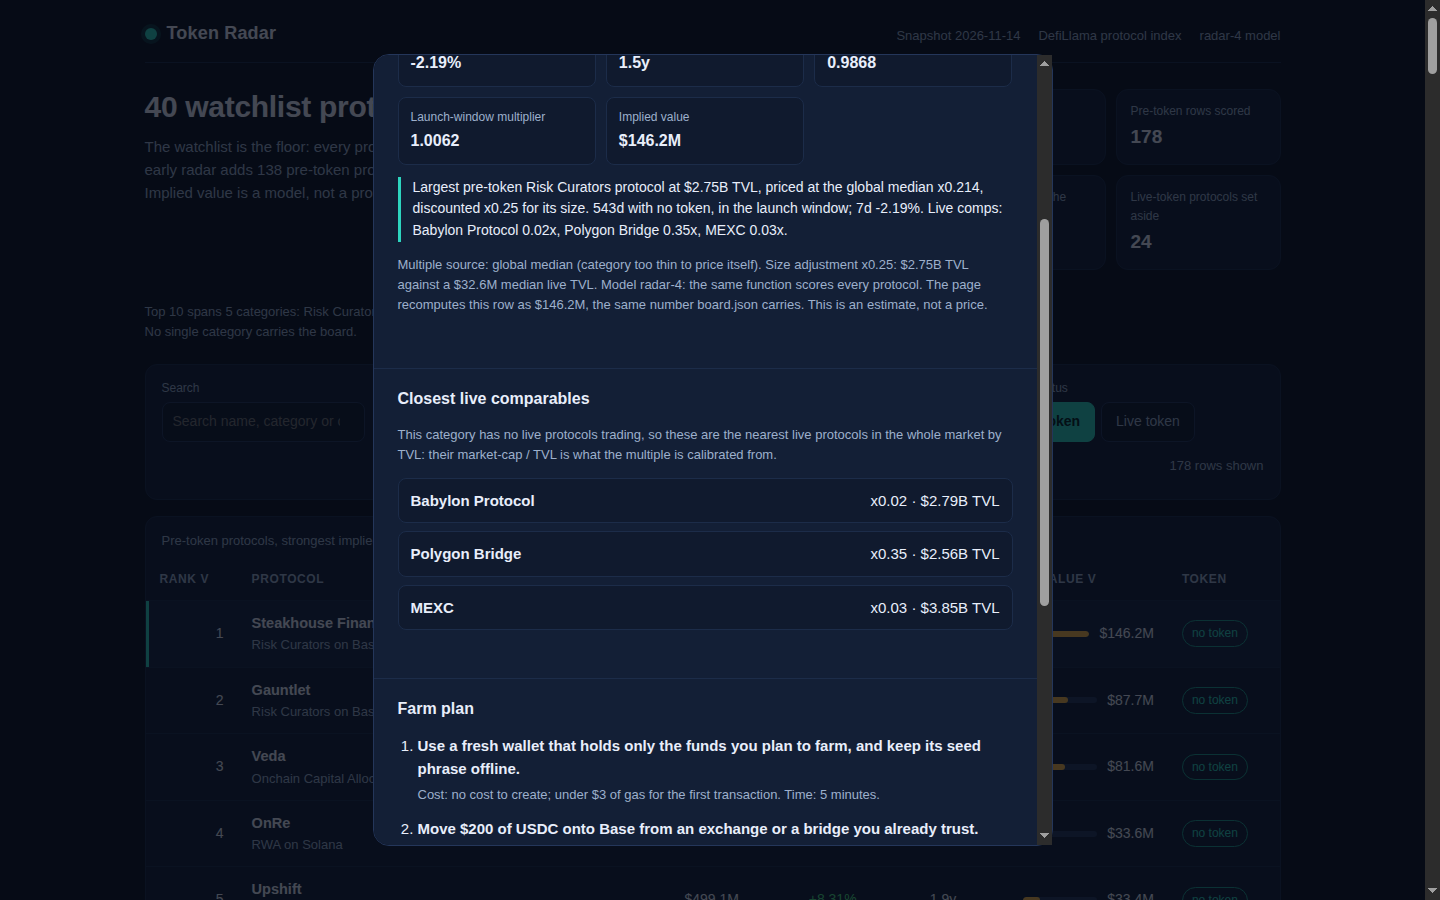 Token Radar
Snapshot 2026-11-14 DefiLlama protocol index radar-4 model
40 watchlist prot
The watchlist is the floor: every pro
early radar adds 138 pre-token pro
Implied value is a model, not a pro
Pre-token rows scored
178
he
Live-token protocols set
aside
24
Top 10 spans 5 categories: Risk Curator
No single category carries the board.
Search
Search name, category or
tus
oken
Live token
178 rows shown
Pre-token protocols, strongest implie
RANK V PROTOCOL ALUE V TOKEN
1 Steakhouse Finan $146.2M no token
Risk Curators on Bas
2 Gauntlet $87.7M no token
Risk Curators on Bas
3 Veda $81.6M no token
Onchain Capital Alloc
4 OnRe $33.6M no token
RWA on Solana
5 Upshift $499.1M +8.31% 1.9y $33.4M no token
-2.19% 1.5y 0.9868
Launch-window multiplier
1.0062
Implied value
$146.2M
Largest pre-token Risk Curators protocol at $2.75B TVL, priced at the global median x0.214,
discounted x0.25 for its size. 543d with no token, in the launch window; 7d -2.19%. Live comps:
Babylon Protocol 0.02x, Polygon Bridge 0.35x, MEXC 0.03x.
Multiple source: global median (category too thin to price itself). Size adjustment x0.25: $2.75B TVL
against a $32.6M median live TVL. Model radar-4: the same function scores every protocol. The page
recomputes this row as $146.2M, the same number board.json carries. This is an estimate, not a price.
Closest live comparables
This category has no live protocols trading, so these are the nearest live protocols in the whole market by
TVL: their market-cap / TVL is what the multiple is calibrated from.
Babylon Protocol x0.02 · $2.79B TVL
Polygon Bridge x0.35 · $2.56B TVL
MEXC x0.03 · $3.85B TVL
Farm plan
1. Use a fresh wallet that holds only the funds you plan to farm, and keep its seed
phrase offline.
Cost: no cost to create; under $3 of gas for the first transaction. Time: 5 minutes.
2. Move $200 of USDC onto Base from an exchange or a bridge you already trust.